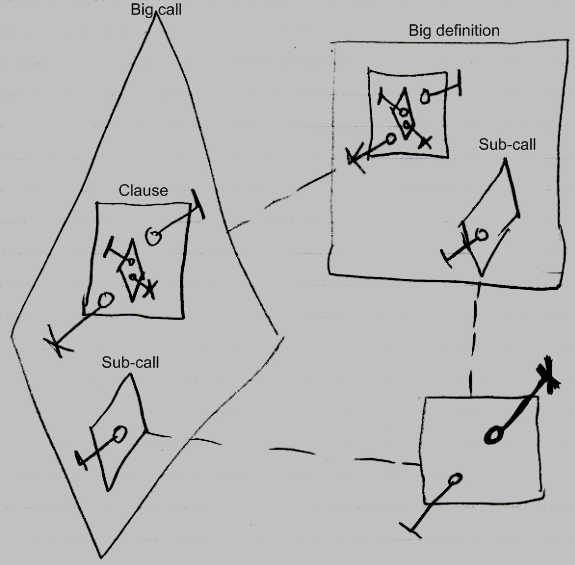 Big call
Big definition
Sub-call
Clause
Sub-call